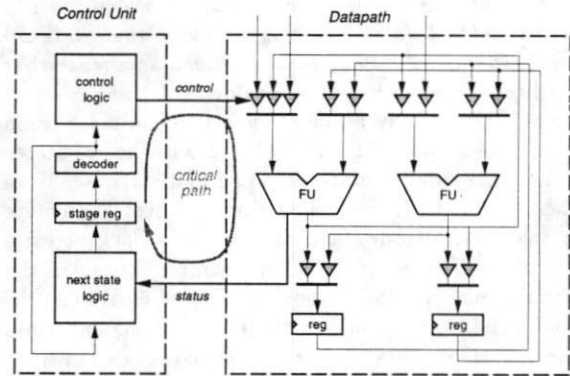 Control Unit
Datapath
control
logic
control
decoder
critical
path
stage reg
FU
FU
next state
logic
status
reg
reg